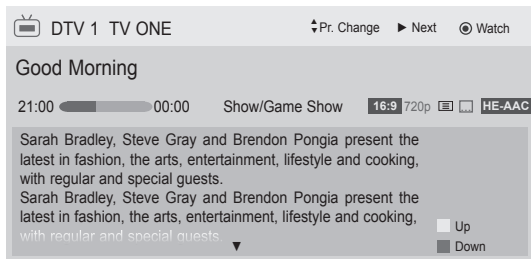 DTV 1 TV ONE
Pr. Change
Next
Watch
Good Morning
21:00
00:00
Show/Game Show
16:9 720p
HE-AAC
Sarah Bradley, Steve Gray and Brendon Pongia present the
latest in fashion, the arts, entertainment, lifestyle and cooking,
with regular and special guests.
Sarah Bradley, Steve Gray and Brendon Pongia present the
latest in fashion, the arts, entertainment, lifestyle and cooking,
with regular and special guests.
Up
Down